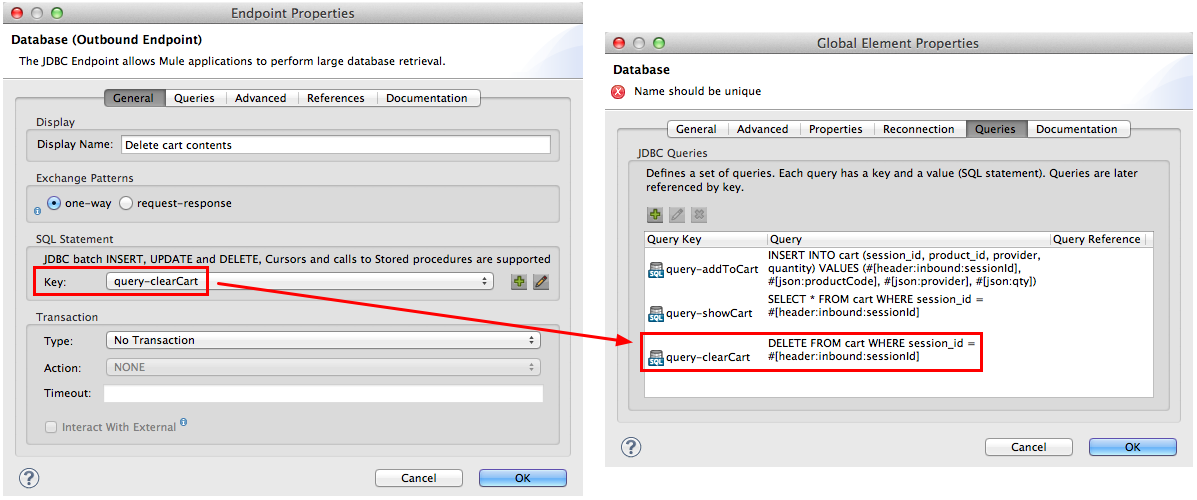 Endpoint Properties
Database (Outbound Endpoint)
The JDBC Endpoint allows Mule applications to perform large database retrieval.
General Queries Advanced References Documentation
Display
Display Name: Delete cart contents
Exchange Patterns
one-way request-response
SQL Statement
JDBC batch INSERT, UPDATE and DELETE, Cursors and calls to Stored procedures are supported
Key: query-clearCart
Transaction
Type: No Transaction
Action: NONE
Timeout:
Interact With External
Cancel OK
Global Element Properties
Database
Name should be unique
General Advanced Properties Reconnection Queries Documentation
JDBC Queries
Defines a set of queries. Each query has a key and a value (SQL statement). Queries are later
referenced by key.
Query Key Query Query Reference
query-addToCart
INSERT INTO cart (session_id, product_id, provider,
quantity) VALUES (#[header:inbound:sessionId],
#[json:productCode], #[json:provider], #[json:qty])
query-showCart
SELECT * FROM cart WHERE session_id =
#[header:inbound:sessionId]
query-clearCart
DELETE FROM cart WHERE session_id =
#[header:inbound:sessionId]
Cancel OK